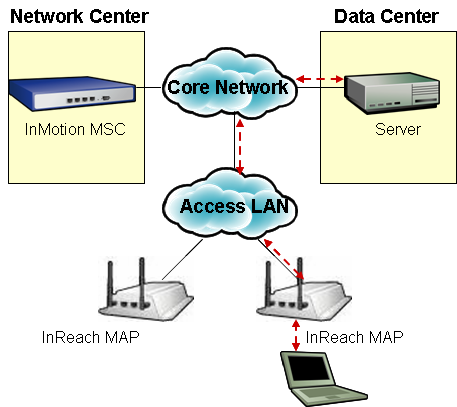 Network Center
Data Center
Core Network
InMotion MSC
Server
Access LAN
InReach MAP
InReach MAP